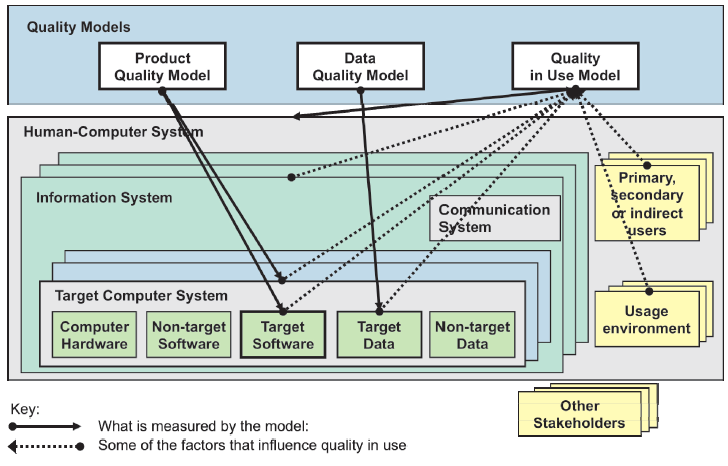 Quality Models
Product
Quality Model
Data
Quality Model
Quality
in Use Model
Human-Computer System
Information System
Communication
System
Primary,
secondary
or indirect
users
Target Computer System
Computer
Hardware
Non-target
Software
Target
Software
Target
Data
Non-target
Data
Usage
environment
Other
Stakeholders
Key:
What is measured by the model:
Some of the factors that influence quality in use